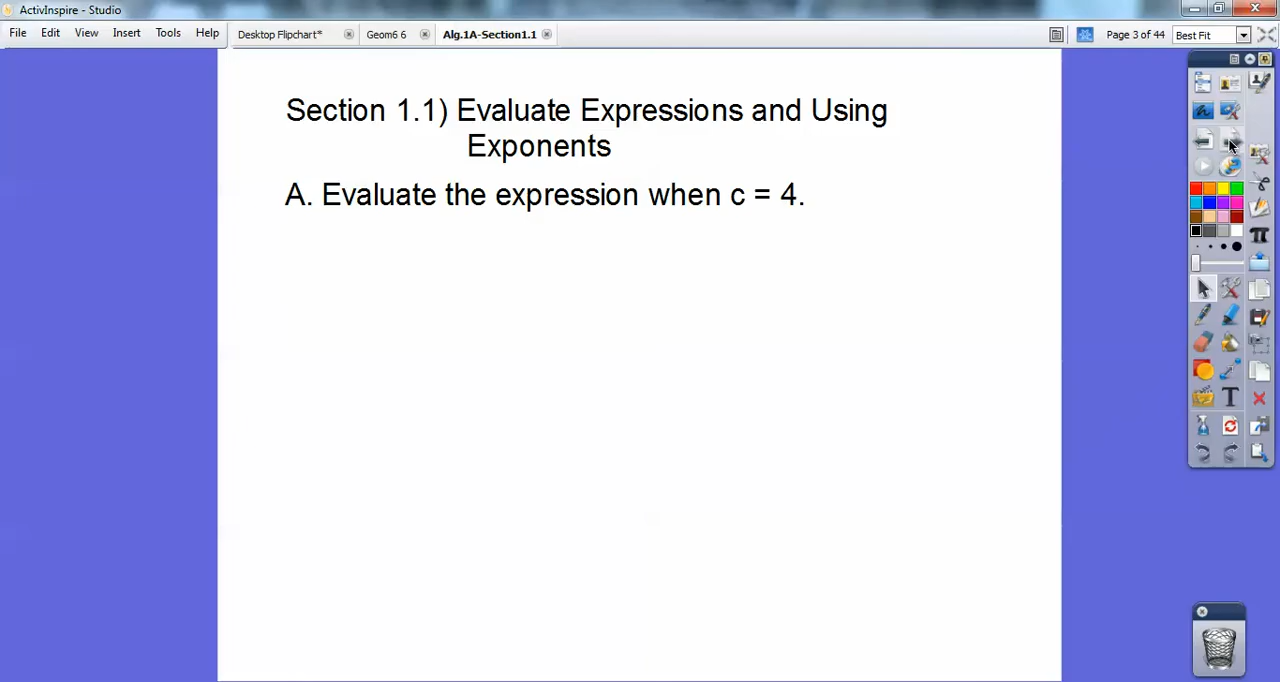 ActivInspire - Studio
File Edit View Insert Tools Help Desktop Flipchart* Geom6 6 Alg.1A-Section1.1 Page 3 of 44 Best Fit
Section 1.1) Evaluate Expressions and Using
Exponents
A. Evaluate the expression when c = 4.